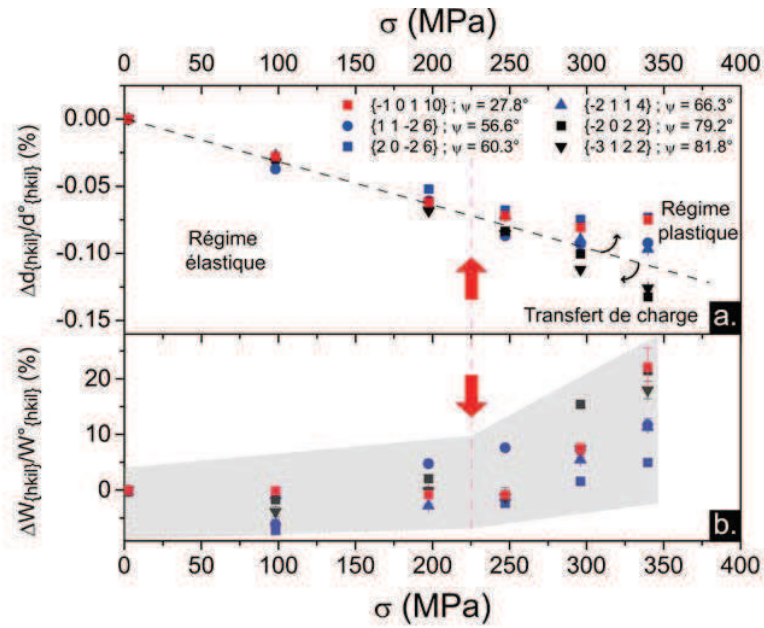 σ (MPa)
0 50 100 150 200 250 300 350 400
Δd{hkil}/d°{hkil} (%)
0.00
-0.05
-0.10
-0.15
{-1 0 1 10} ; ψ = 27.8°
{1 1 -2 6} ; ψ = 56.6°
{2 0 -2 6} ; ψ = 60.3°
{-2 1 1 4} ; ψ = 66.3°
{-2 0 2 2} ; ψ = 79.2°
{-3 1 2 2} ; ψ = 81.8°
Régime
élastique
Régime
plastique
Transfert de charge
a.
ΔW{hkil}/W°{hkil} (%)
20
10
0
b.
0 50 100 150 200 250 300 350 400
σ (MPa)